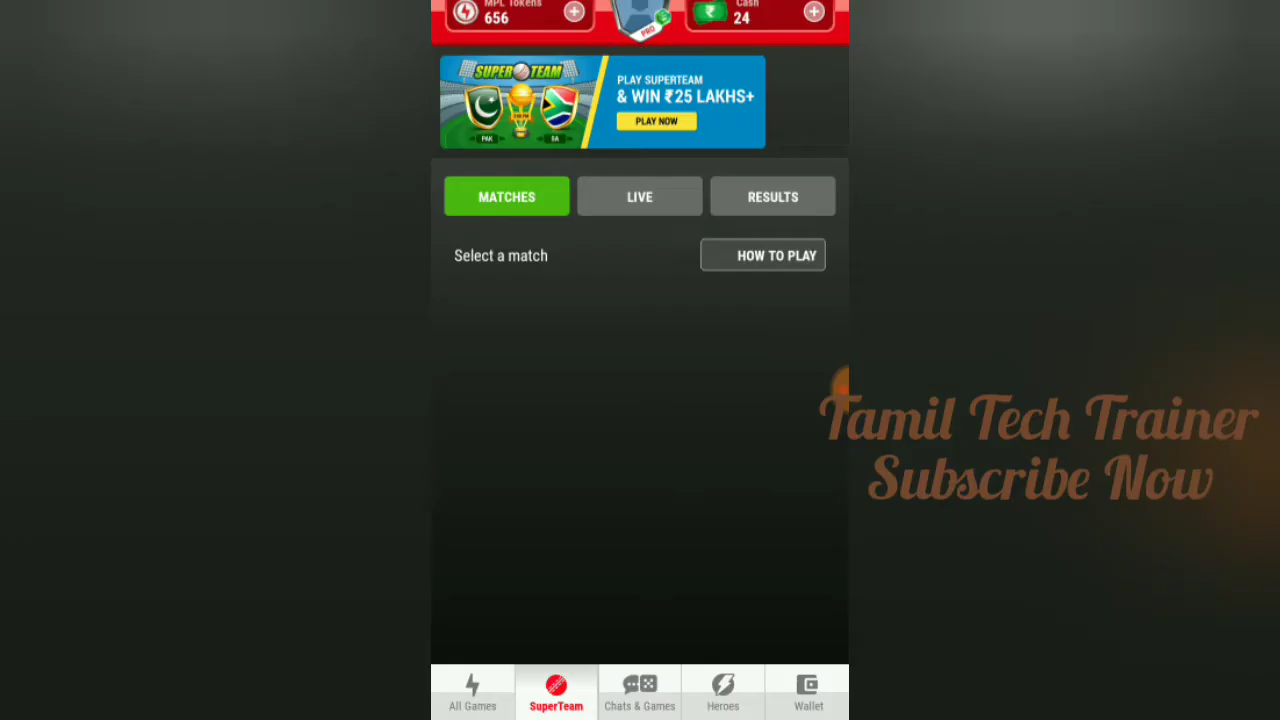 MPL Tokens
656
Cash
24
PRO
SUPER TEAM
PAK
SA
PLAY SUPERTEAM
& WIN ₹25 LAKHS+
PLAY NOW
MATCHES
LIVE
RESULTS
Select a match
HOW TO PLAY
Tamil Tech Trainer
Subscribe Now
All Games
SuperTeam
Chats & Games
Heroes
Wallet